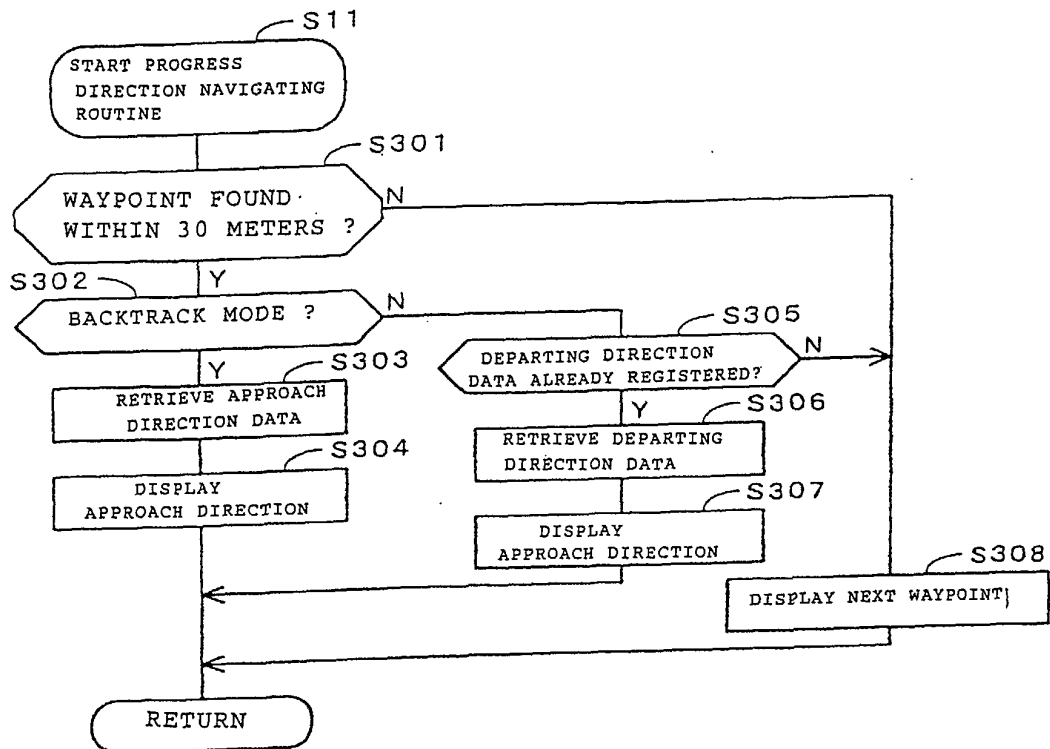 S11
START PROGRESS
DIRECTION NAVIGATING
ROUTINE
S301
WAYPOINT FOUND
WITHIN 30 METERS ?
N
Y
S302
BACKTRACK MODE ?
N
Y
S303
RETRIEVE APPROACH
DIRECTION DATA
S304
DISPLAY
APPROACH DIRECTION
S305
DEPARTING DIRECTION
DATA ALREADY REGISTERED?
N
Y
S306
RETRIEVE DEPARTING
DIRECTION DATA
S307
DISPLAY
APPROACH DIRECTION
S308
DISPLAY NEXT WAYPOINT
RETURN